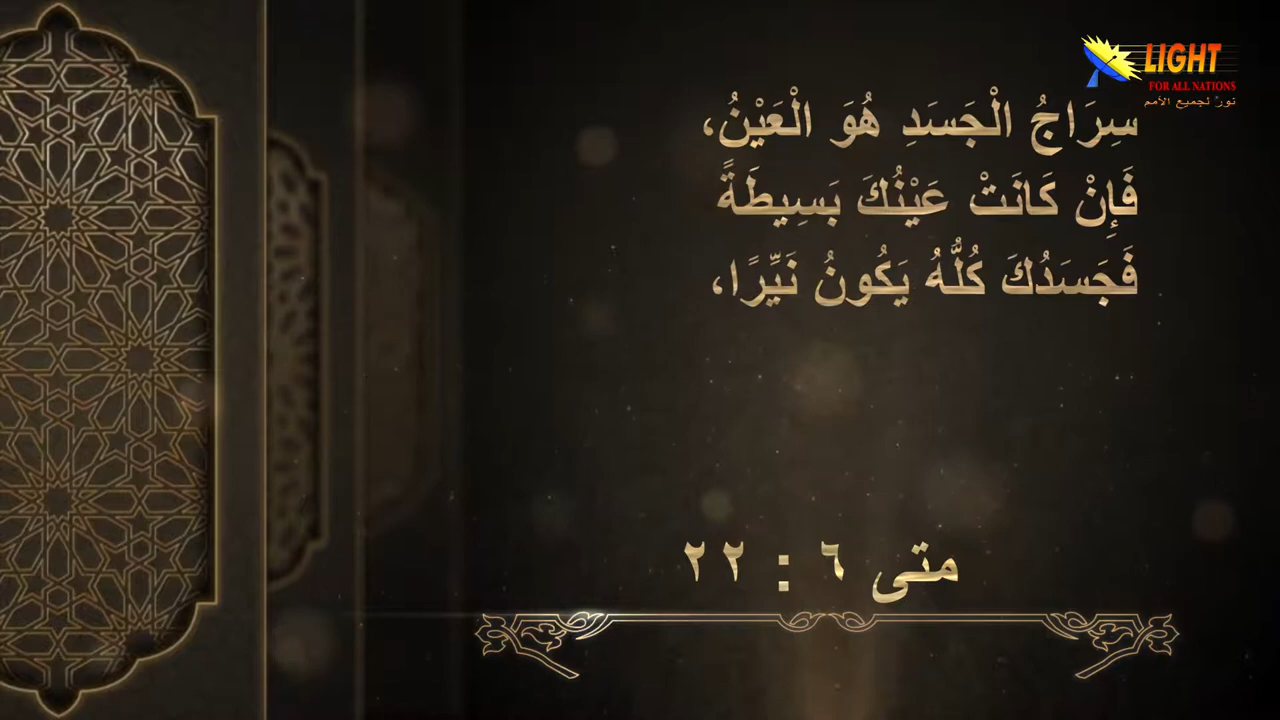 LIGHT
FOR ALL NATIONS
نور لجميع الأمم
سِرَاجُ الْجَسَدِ هُوَ الْعَيْنُ،
فَإِنْ كَانَتْ عَيْنُكَ بَسِيطَةً
فَجَسَدُكَ كُلُّهُ يَكُونُ نَيِّرًا،
متى ٦ : ٢٢